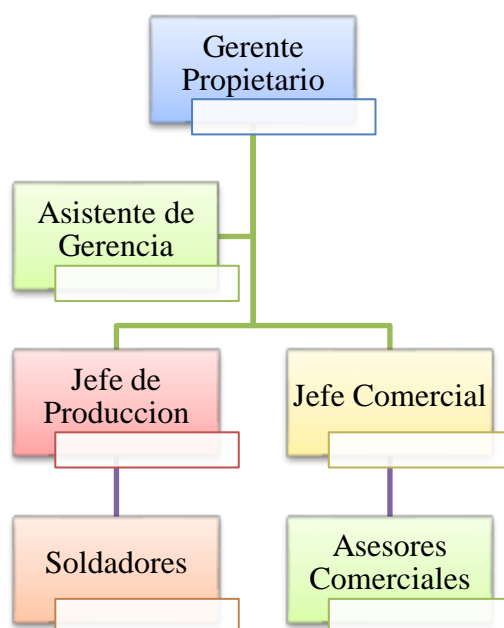 Gerente
Propietario
Asistente de
Gerencia
Jefe de
Produccion
Jefe Comercial
Soldadores
Asesores
Comerciales